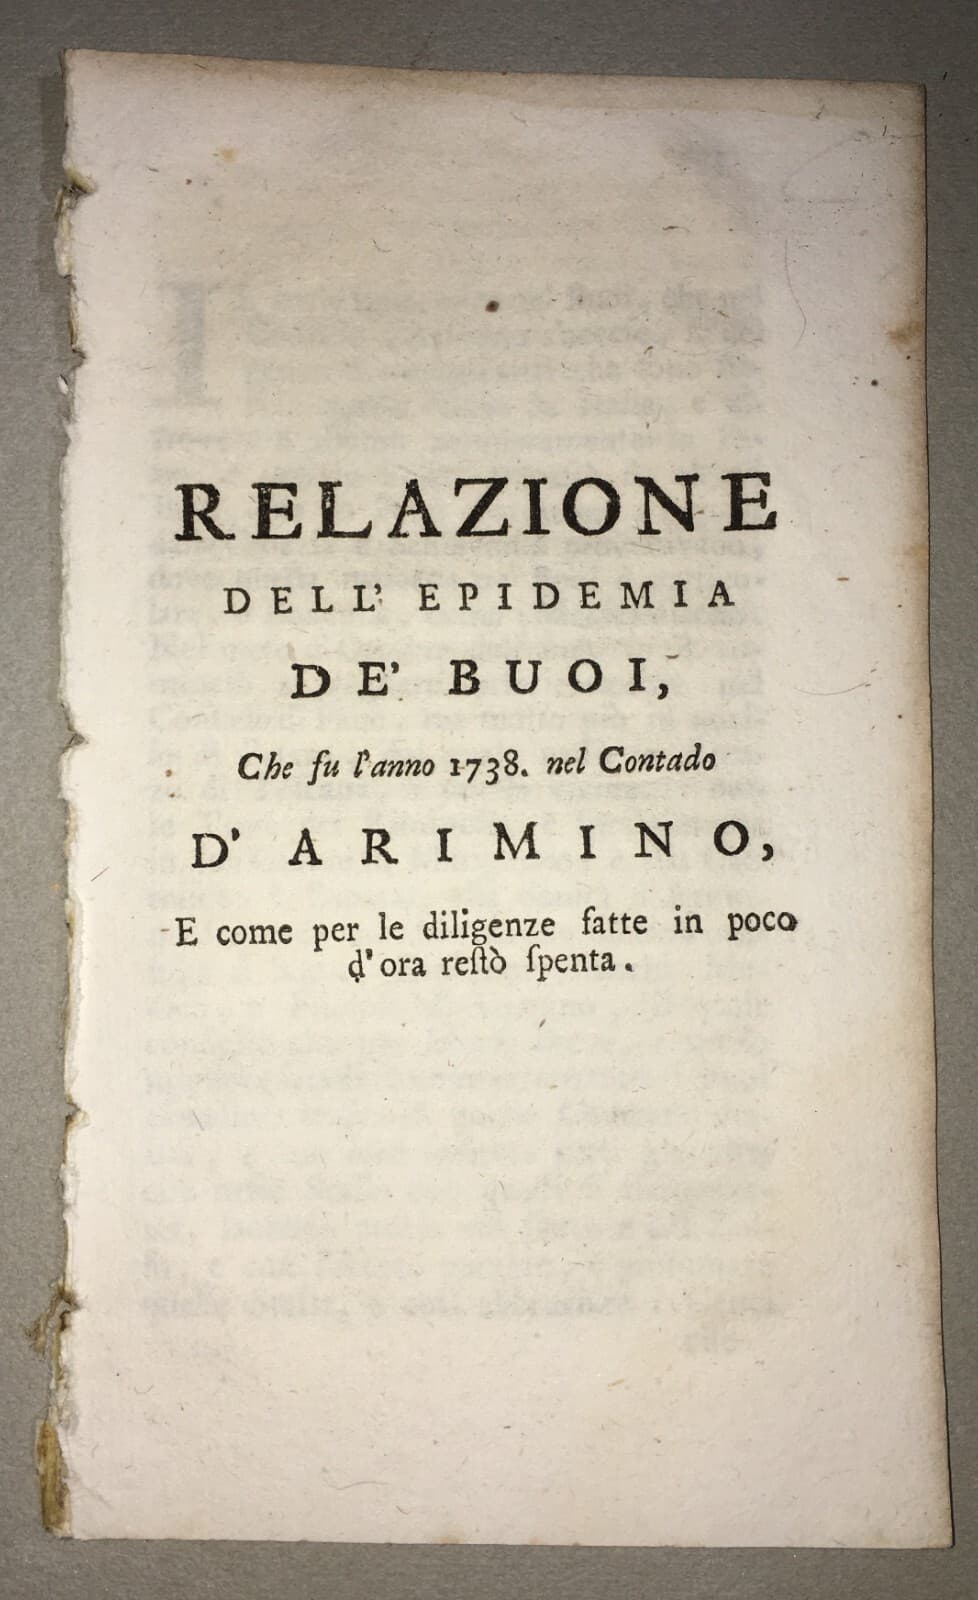 RELAZIONE
DELL' EPIDEMIA
DE' BUOI,
Che fu l'anno 1738. nel Contado
D' ARIMINO,
E come per le diligenze fatte in poco
d'ora reſtò ſpenta.